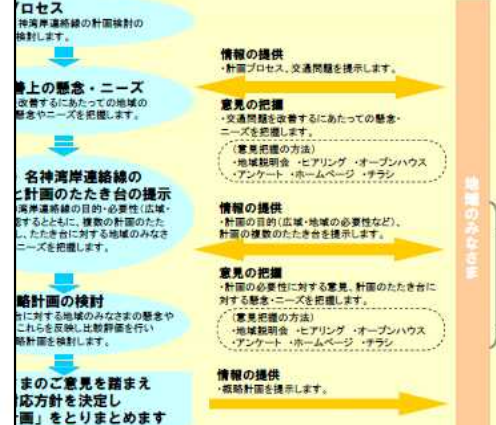 プロセス
神湾岸連絡線の計画検討の
検討します。
善上の懸念・ニーズ
改善するにあたっての地域の
懸念やニーズを把握します。
名神湾岸連絡線の
と計画のたたき台の提示
湾岸連絡線の目的・必要性(広域・
認するとともに、複数の計画のたた
し、たたき台に対する地域のみなさ
ニーズを把握します。
略計画の検討
台に対する地域のみなさまの懸念や
これらを反映し比較評価を行い
略計画を検討します。
まのご意見を踏まえ
応方針を決定し
画」をとりまとめます
情報の提供
・計画プロセス、交通問題を提示します。
意見の把握
・交通問題を改善するにあたっての懸念・
ニーズを把握します。
(意見把握の方法)
・地域説明会 ・ヒアリング ・オープンハウス
・アンケート ・ホームページ ・チラシ
情報の提供
・計画の目的(広域・地域の必要性など)、
計画の複数のたたき台を提示します。
意見の把握
・計画の必要性に対する意見、計画のたたき台に
対する懸念・ニーズを把握します。
(意見把握の方法)
・地域説明会 ・ヒアリング ・オープンハウス
・アンケート ・ホームページ ・チラシ
情報の提供
・概略計画を提示します。
地域のみなさま